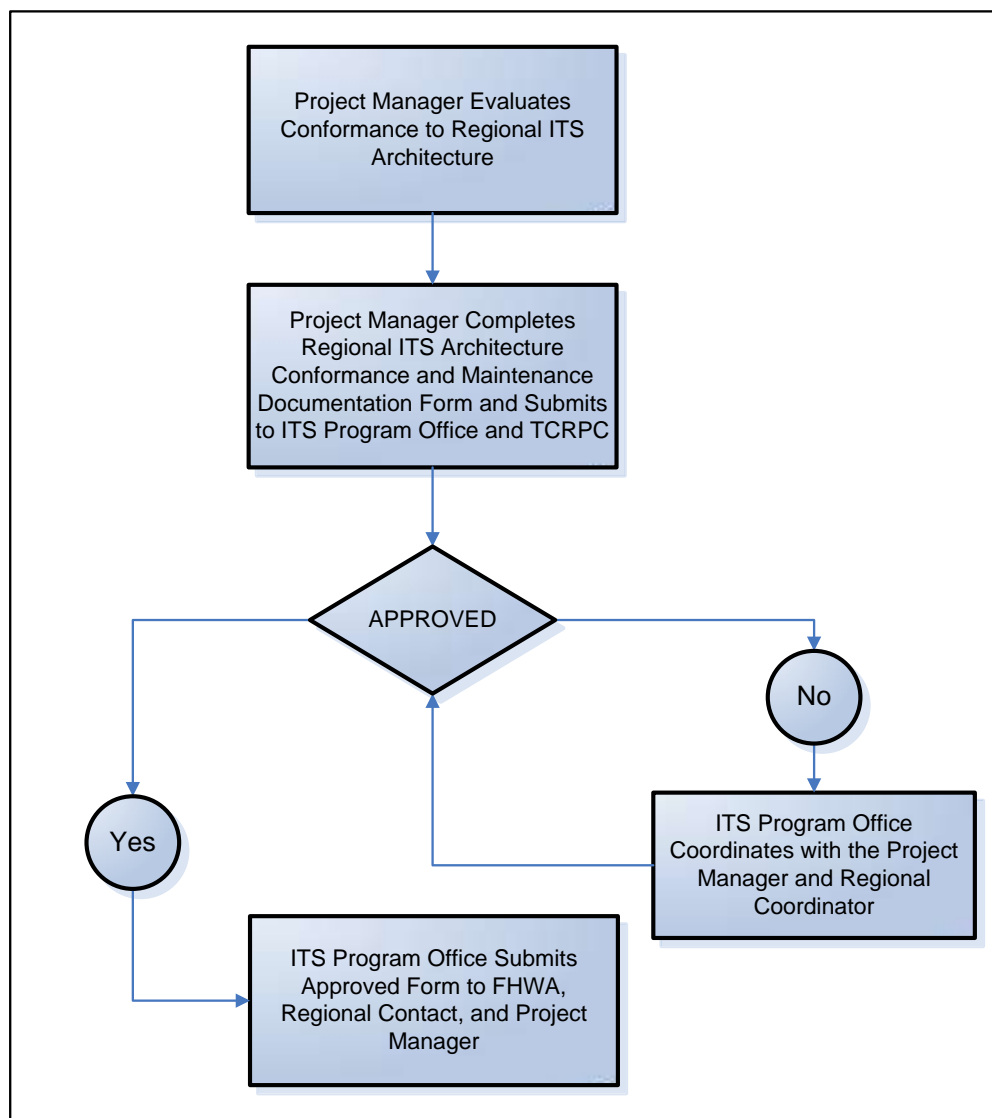 Project Manager Evaluates
Conformance to Regional ITS
Architecture
Project Manager Completes
Regional ITS Architecture
Conformance and Maintenance
Documentation Form and Submits
to ITS Program Office and TCRPC
APPROVED
No
Yes
ITS Program Office
Coordinates with the Project
Manager and Regional
Coordinator
ITS Program Office Submits
Approved Form to FHWA,
Regional Contact, and Project
Manager